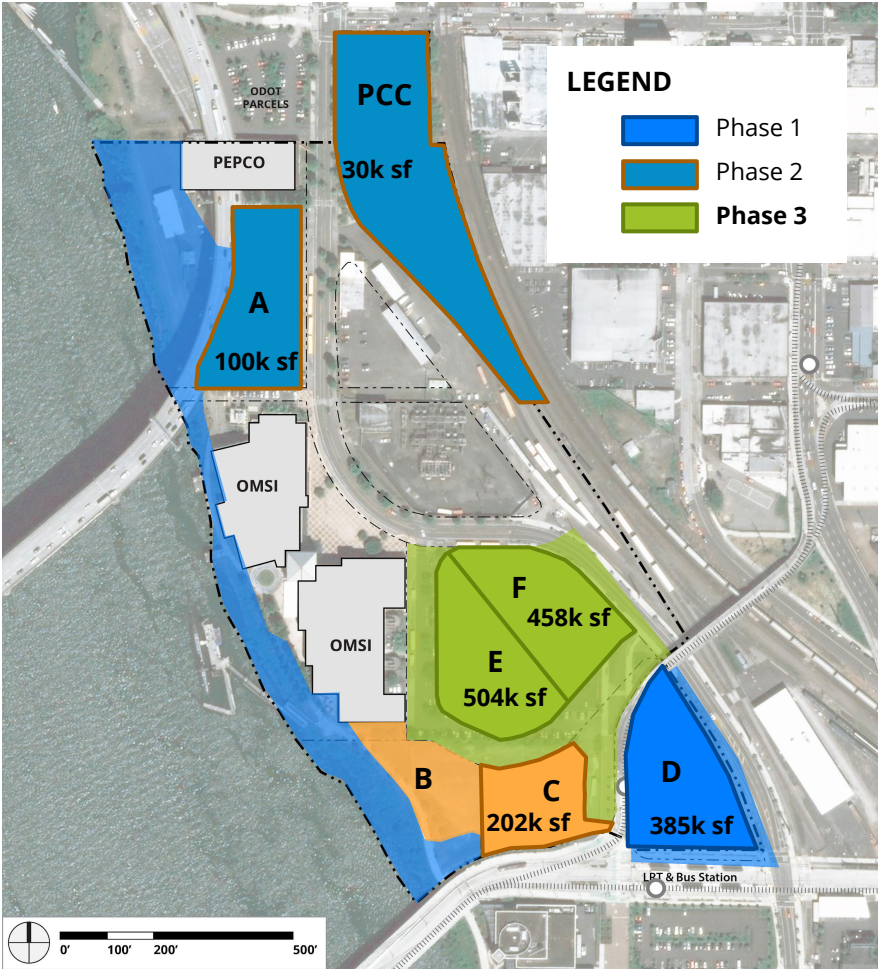 ODOT
PARCELS
PCC
30k sf
LEGEND
Phase 1
Phase 2
Phase 3
PEPCO
A
100k sf
OMSI
OMSI
F
458k sf
E
504k sf
B
C
202k sf
D
385k sf
LRT & Bus Station
0’ 100’ 200’ 500’